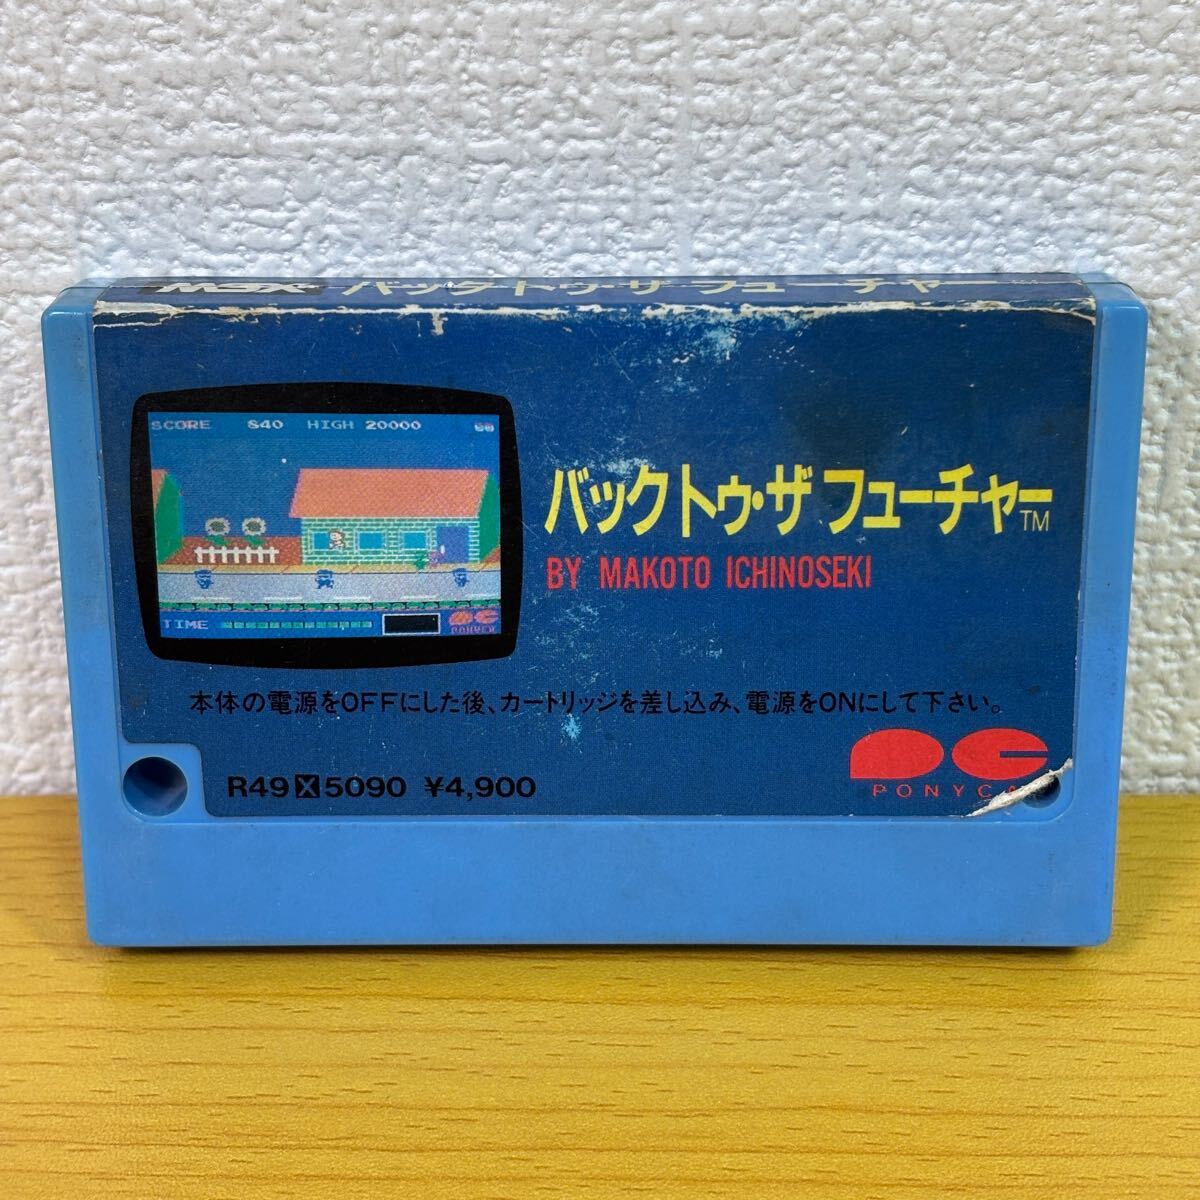 MSX バック トゥ・ザ フューチャー
SCORE 840 HIGH 20000
バック トゥ・ザ フューチャー™
BY MAKOTO ICHINOSEKI
TIME
本体の電源をOFFにした後、カートリッジを差し込み、電源をONにして下さい。
R49 X 5090 ¥4,900
PONYCA